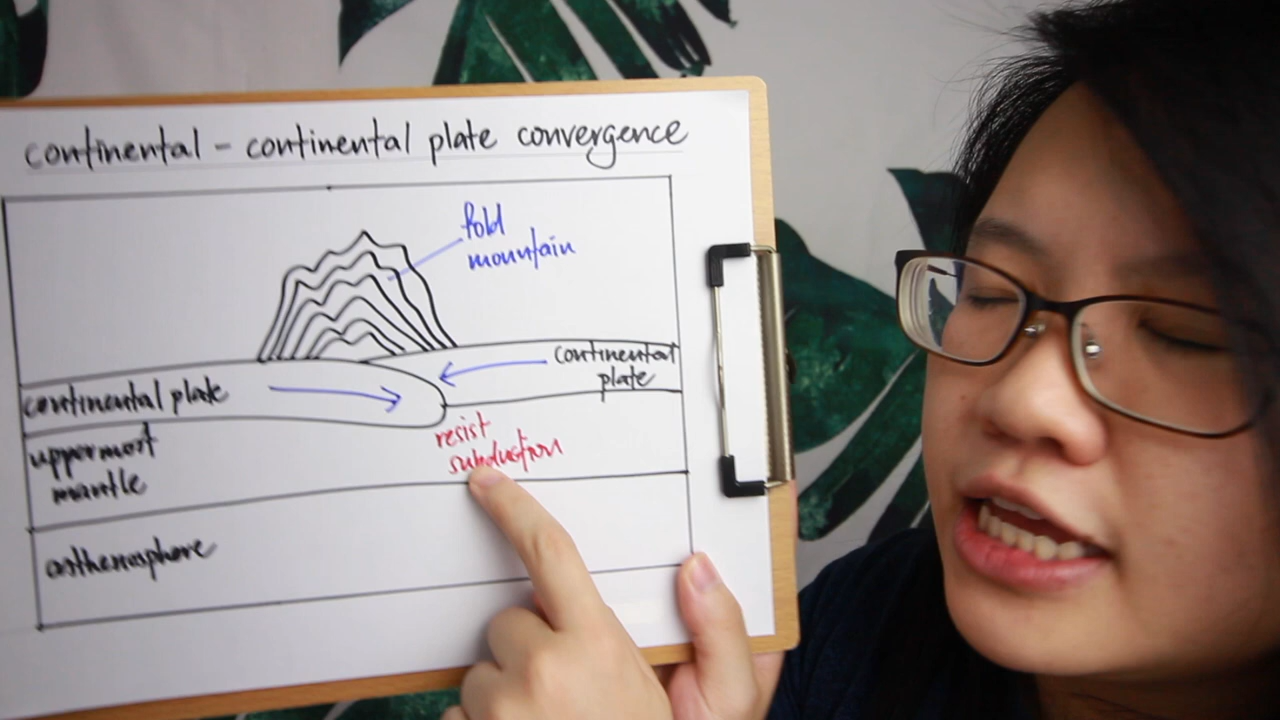 continental - continental plate convergence
fold
mountain
continental
plate
continental plate
resist
subduction
uppermost
mantle
asthenosphere